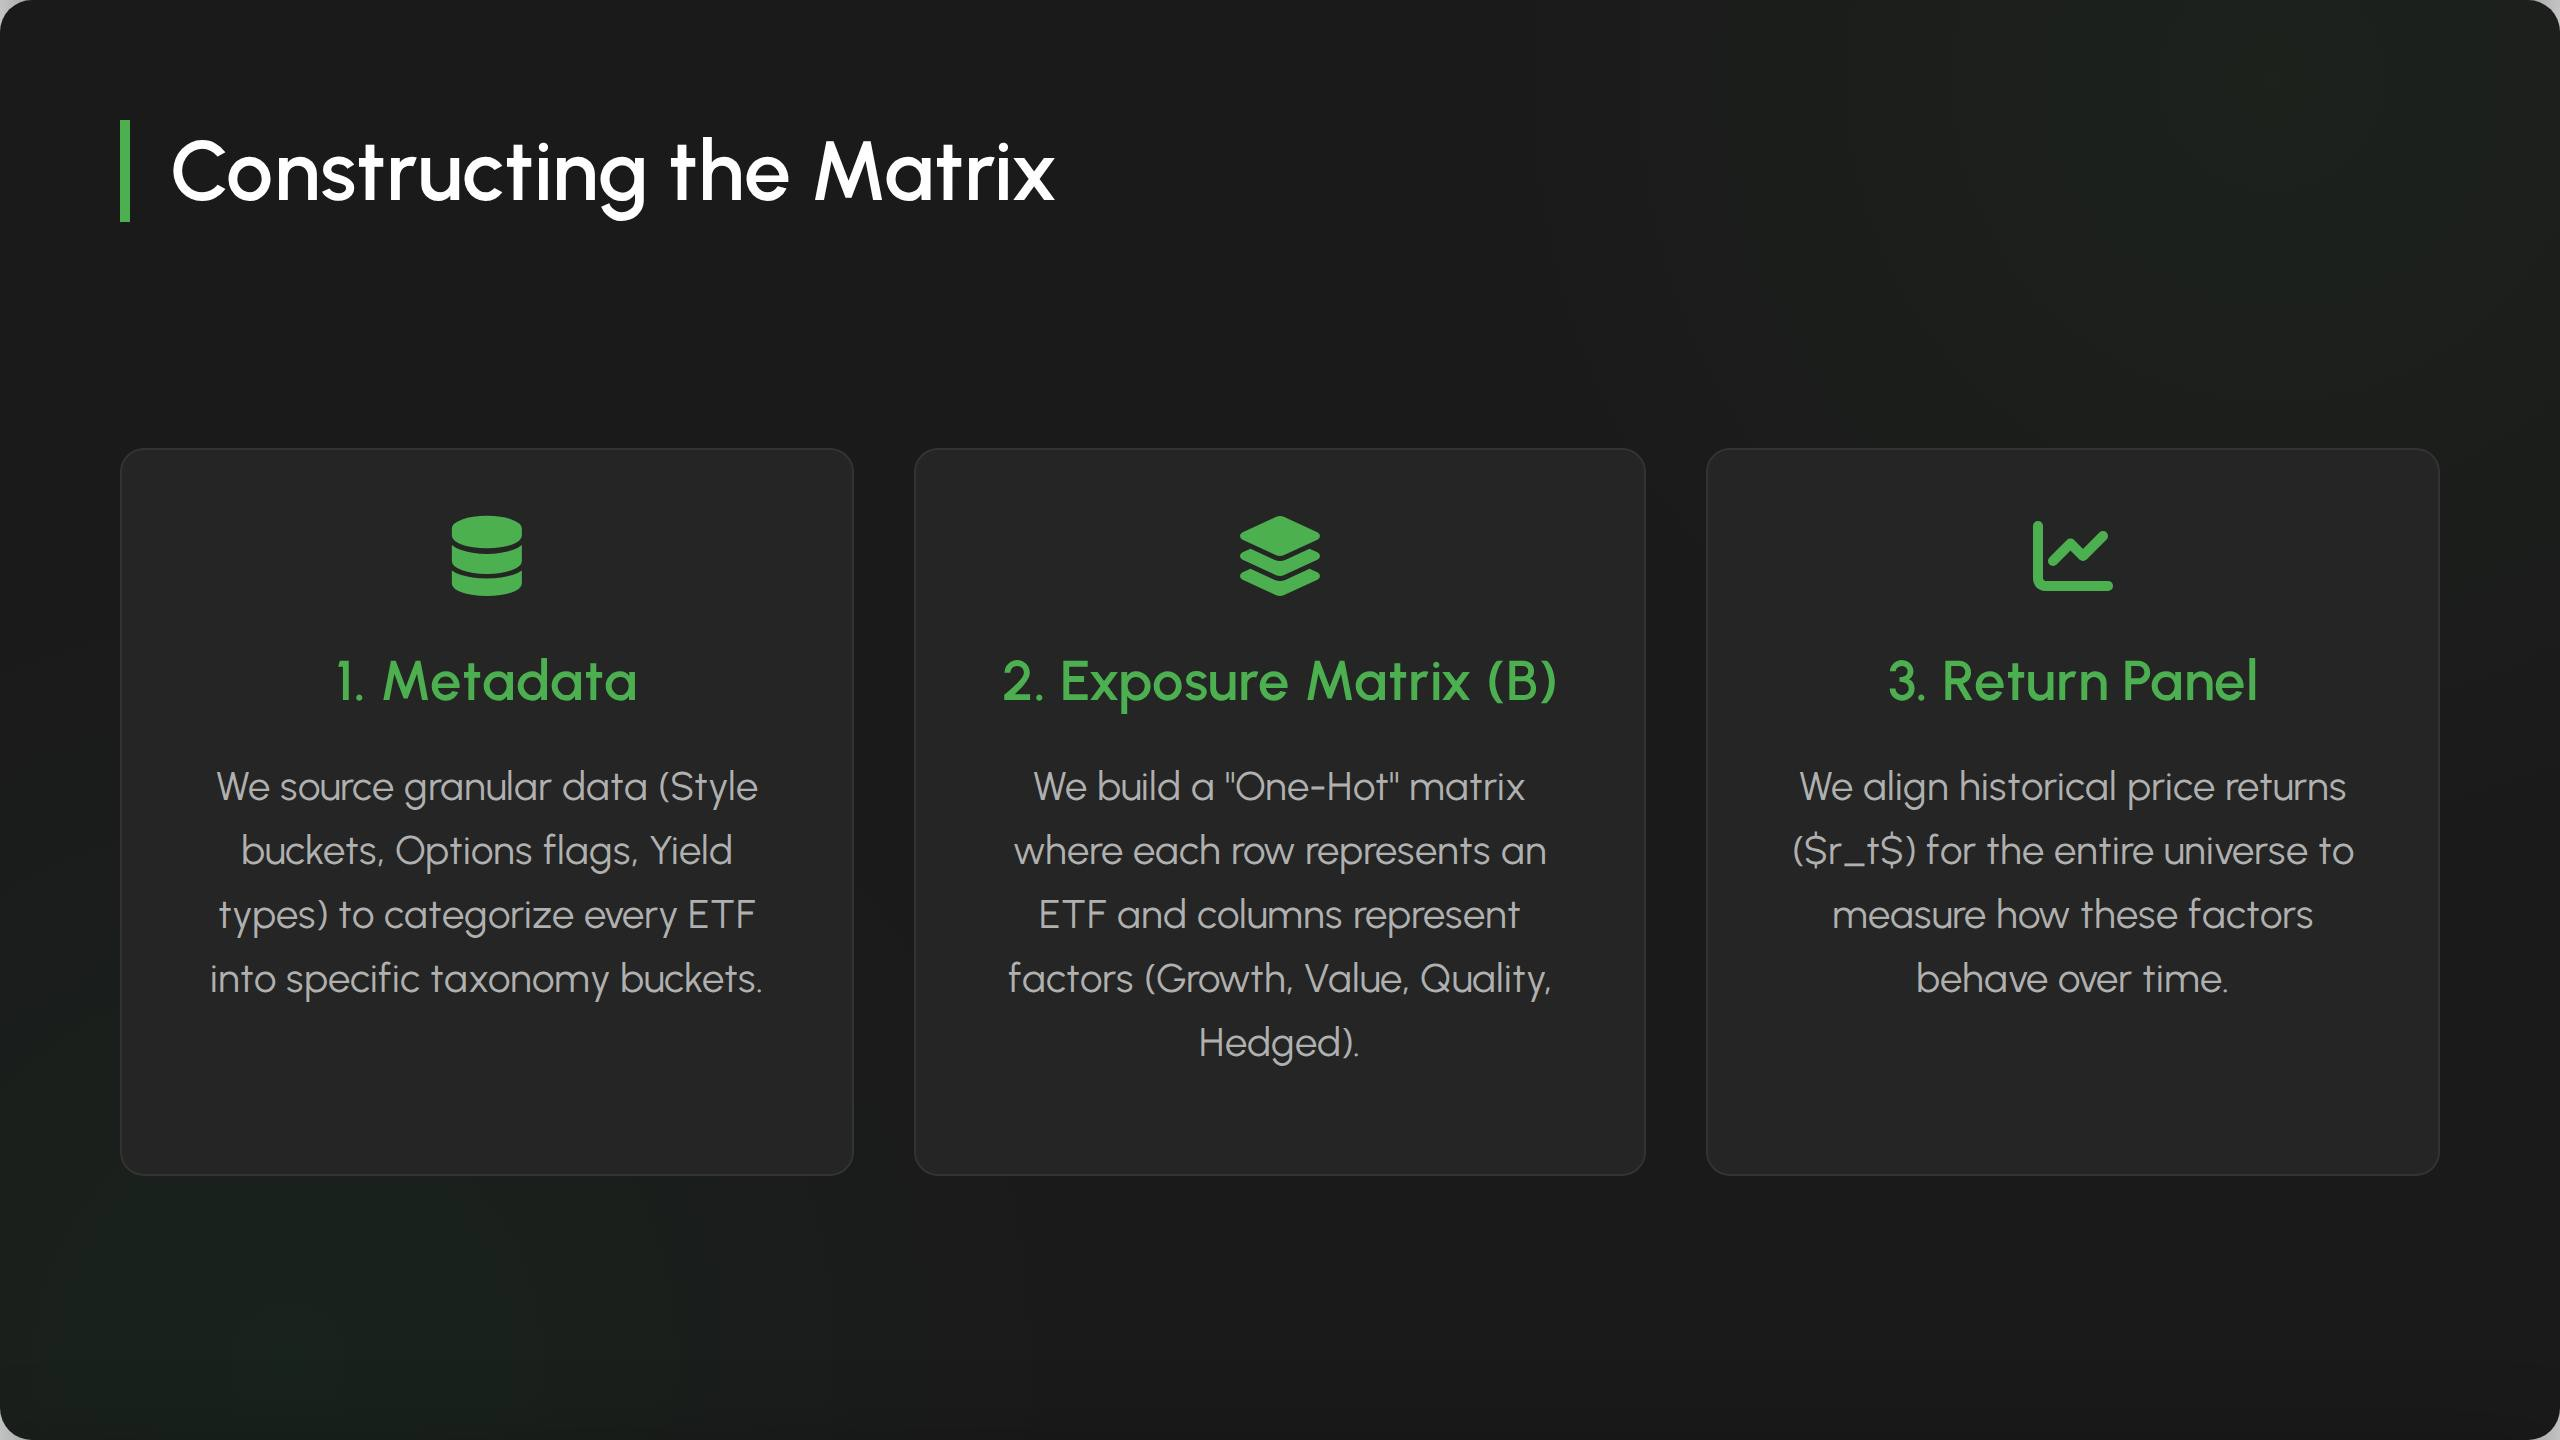 Constructing the Matrix
1. Metadata
We source granular data (Style
buckets, Options flags, Yield
types) to categorize every ETF
into specific taxonomy buckets.
2. Exposure Matrix (B)
We build a "One-Hot" matrix
where each row represents an
ETF and columns represent
factors (Growth, Value, Quality,
Hedged).
3. Return Panel
We align historical price returns
($r_t$) for the entire universe to
measure how these factors
behave over time.